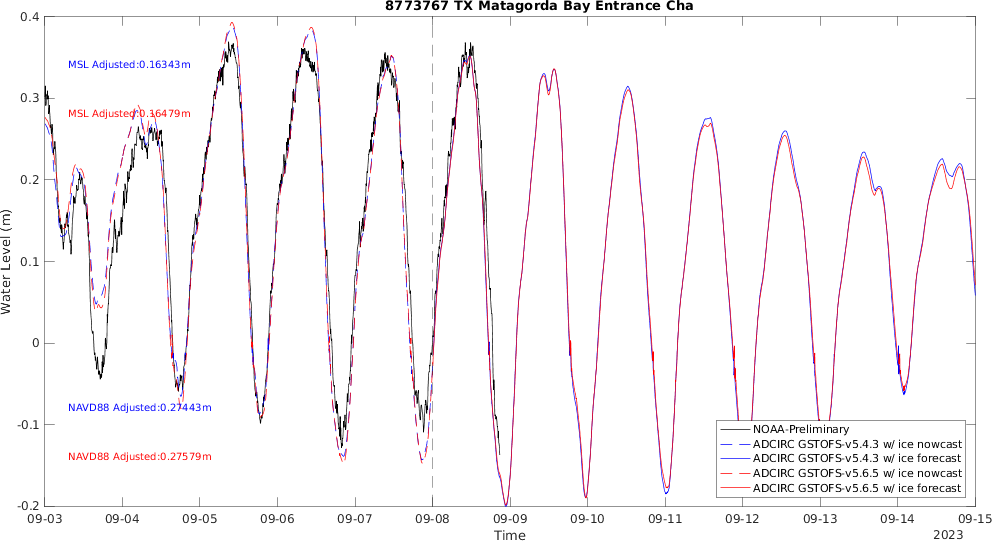 8773767 TX Matagorda Bay Entrance Cha
0.4
0.3
0.2
0.1
0
-0.1
-0.2
Water Level (m)
MSL Adjusted:0.16343m
MSL Adjusted:0.16479m
NAVD88 Adjusted:0.27443m
NAVD88 Adjusted:0.27579m
NOAA-Preliminary
ADCIRC GSTOFS-v5.4.3 w/ ice nowcast
ADCIRC GSTOFS-v5.4.3 w/ ice forecast
ADCIRC GSTOFS-v5.6.5 w/ ice nowcast
ADCIRC GSTOFS-v5.6.5 w/ ice forecast
09-03 09-04 09-05 09-06 09-07 09-08 09-09 09-10 09-11 09-12 09-13 09-14 09-15
Time
2023